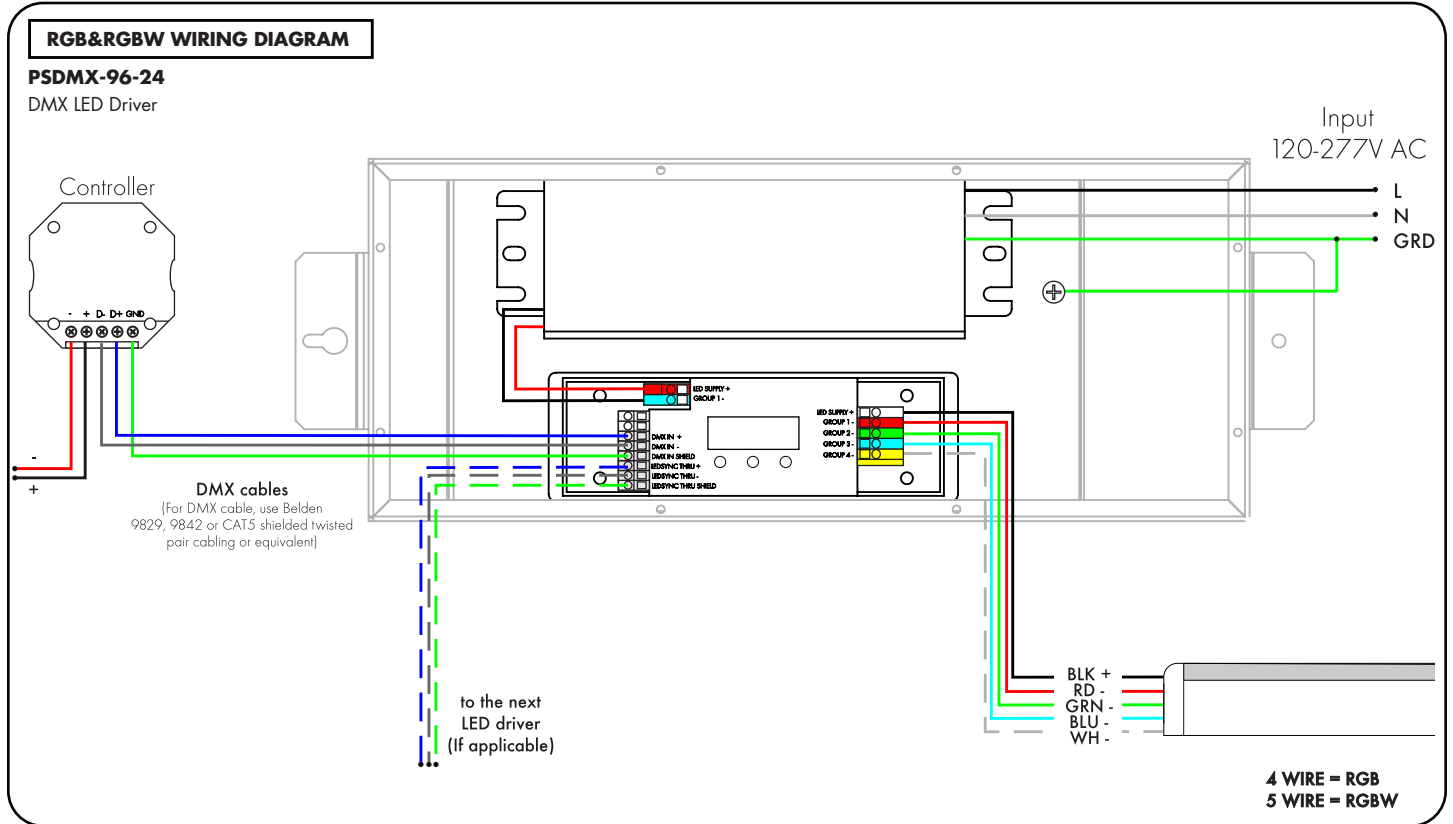 RGB&RGBW WIRING DIAGRAM
PSDMX-96-24
DMX LED Driver
Input
120-277V AC
L
N
GRD
Controller
- + D- D+ GND
-
+
DMX cables
(For DMX cable, use Belden
9829, 9842 or CAT5 shielded twisted
pair cabling or equivalent)
LED SUPPLY +
GROUP 1 -
DMX IN +
DMX IN -
DMX IN SHIELD
LEDSYNC THRU +
LEDSYNC THRU -
LEDSYNC THRU SHIELD
LED SUPPLY +
GROUP 1 -
GROUP 2 -
GROUP 3 -
GROUP 4 -
to the next
LED driver
(If applicable)
BLK +
RD -
GRN -
BLU -
WH -
4 WIRE = RGB
5 WIRE = RGBW